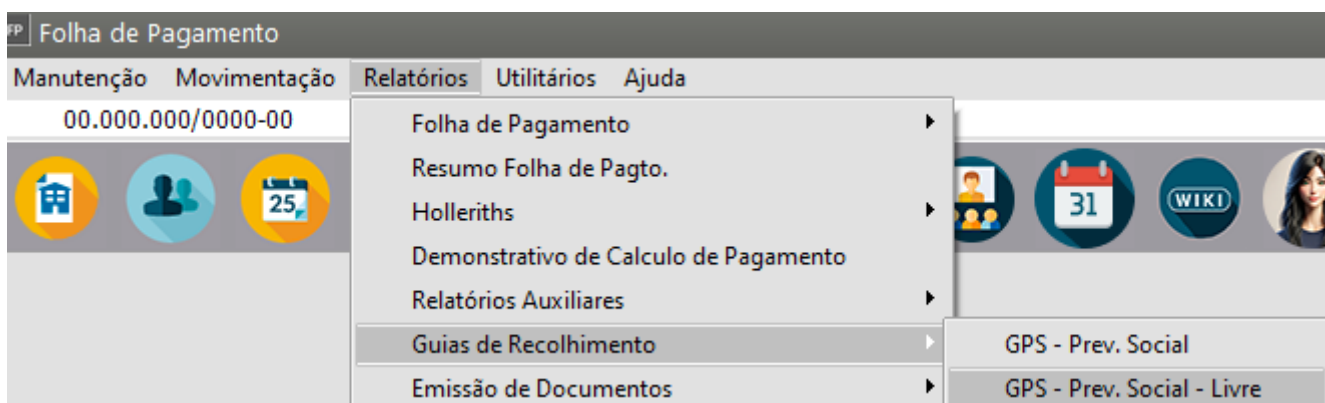 FP Folha de Pagamento
Manutenção Movimentação Relatórios Utilitários Ajuda
00.000.000/0000-00
Folha de Pagamento
Resumo Folha de Pagto.
25
31
WIKI
Holleriths
Demonstrativo de Calculo de Pagamento
Relatórios Auxiliares
Guias de Recolhimento
GPS - Prev. Social
Emissão de Documentos
GPS - Prev. Social - Livre